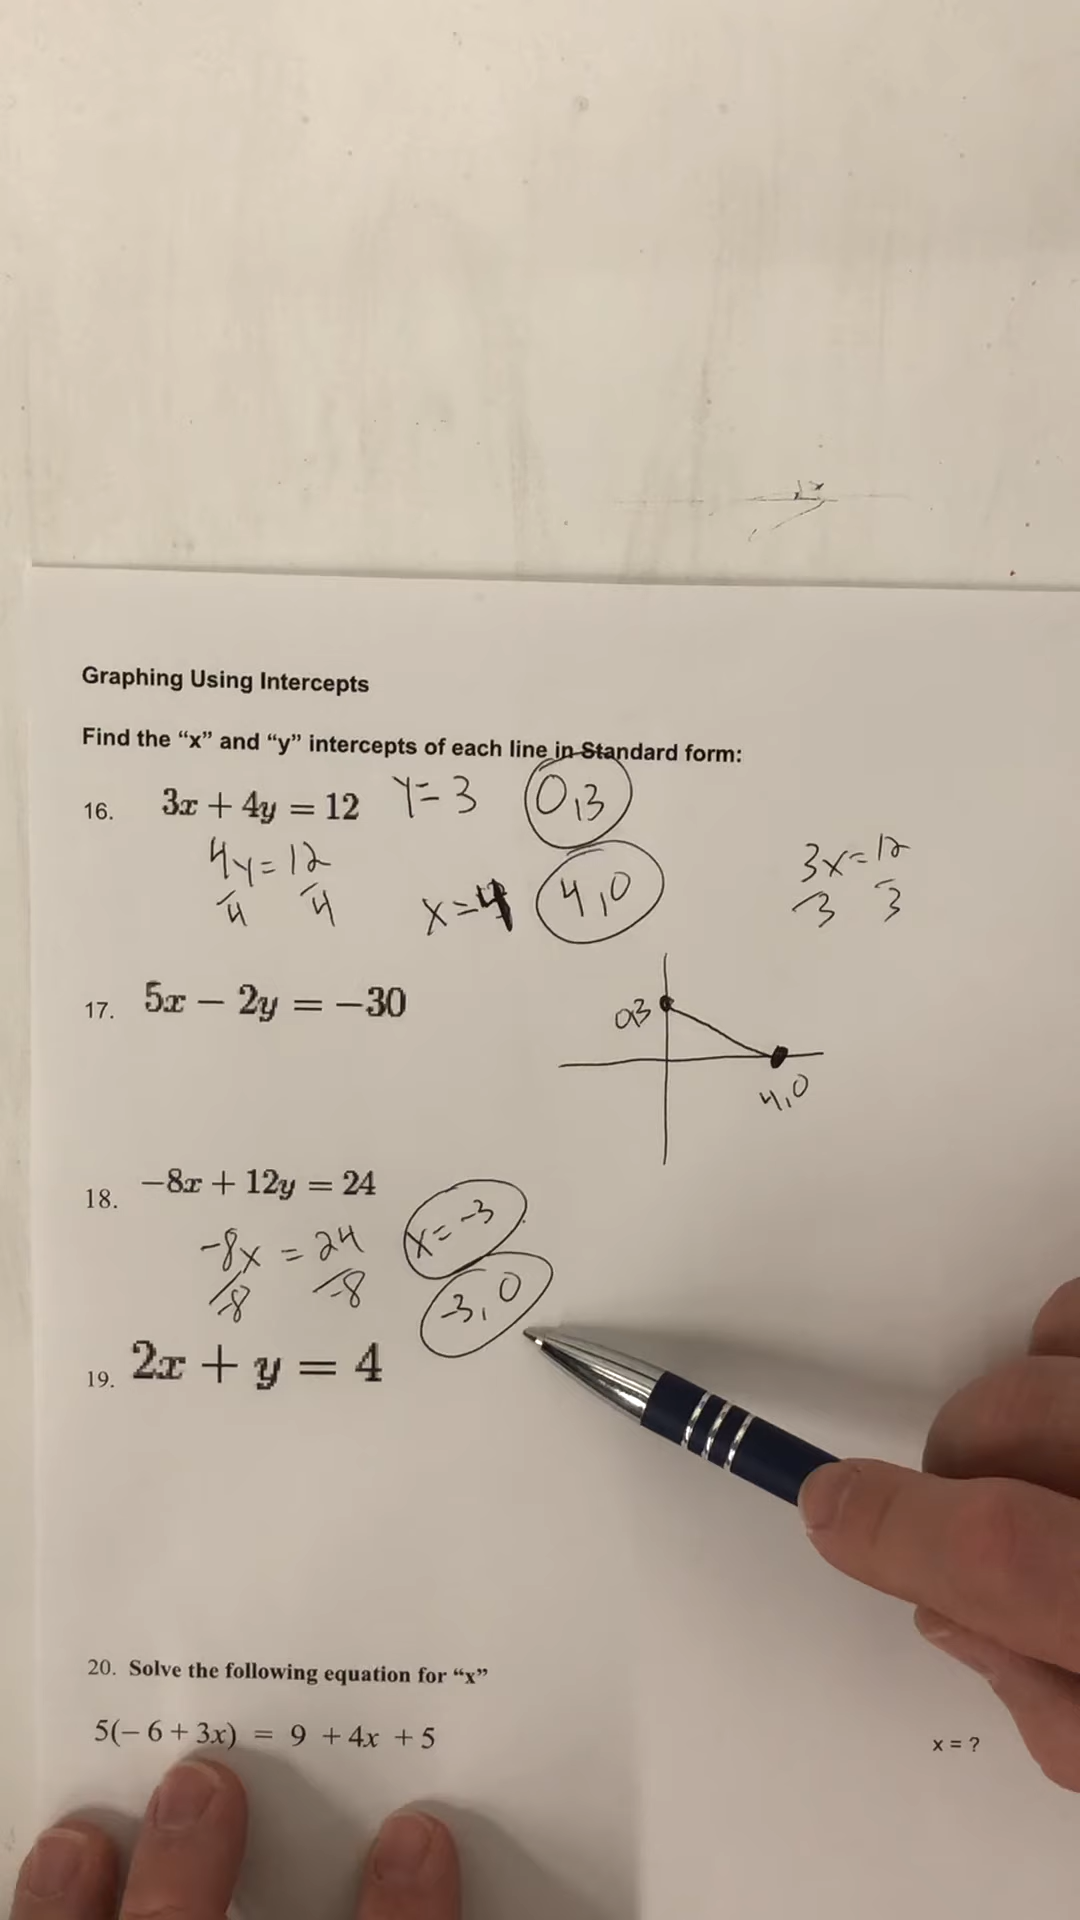 Graphing Using Intercepts
Find the “x” and “y” intercepts of each line in Standard form:
16. 3x + 4y = 12 Y= 3 0,3
4y = 12 3x = 12
4 4 x = 4 4,0 3 3
17. 5x − 2y = −30
0,3
4,0
18. −8x + 12y = 24
-8x = 24 x = -3
-8 -8 -3, 0
19. 2x + y = 4
20. Solve the following equation for “x”
5(− 6 + 3x) = 9 + 4x + 5 x = ?